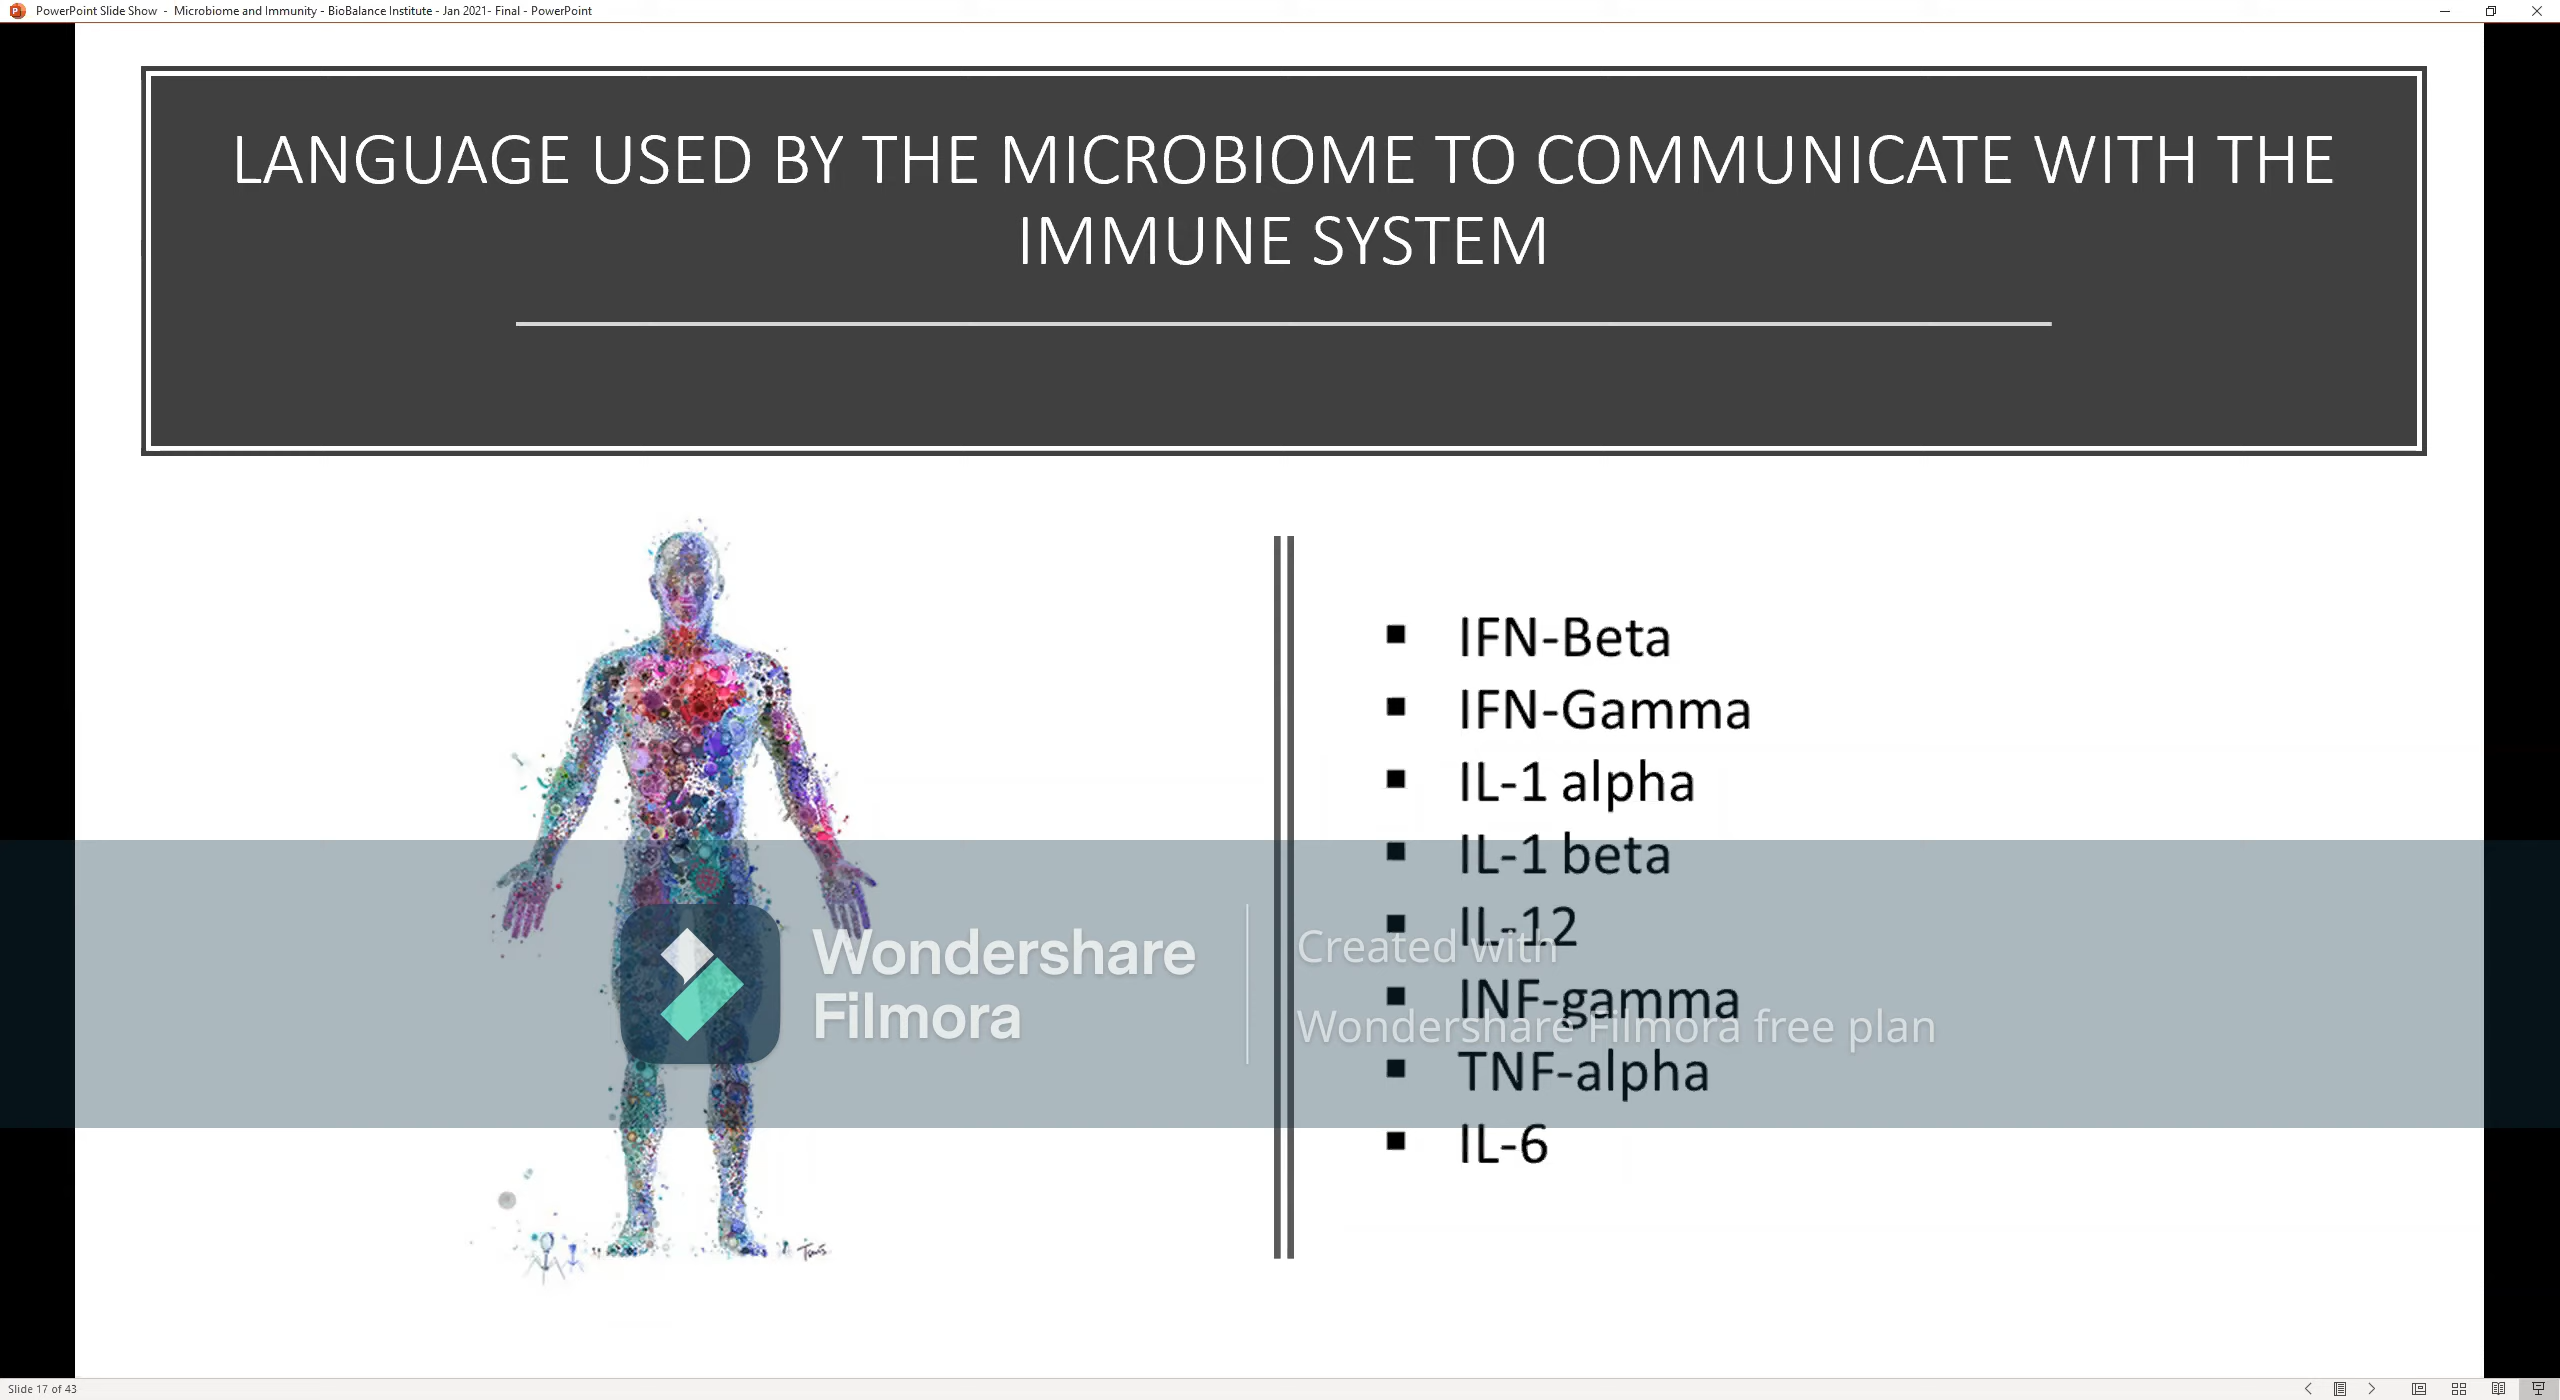 PowerPoint Slide Show - Microbiome and Immunity - BioBalance Institute - Jan 2021- Final - PowerPoint
LANGUAGE USED BY THE MICROBIOME TO COMMUNICATE WITH THE
IMMUNE SYSTEM
IFN-Beta
IFN-Gamma
IL-1 alpha
IL-1 beta
IL-12
INF-gamma
TNF-alpha
IL-6
Wondershare
Filmora
Created with
Wondershare Filmora free plan
Slide 17 of 43